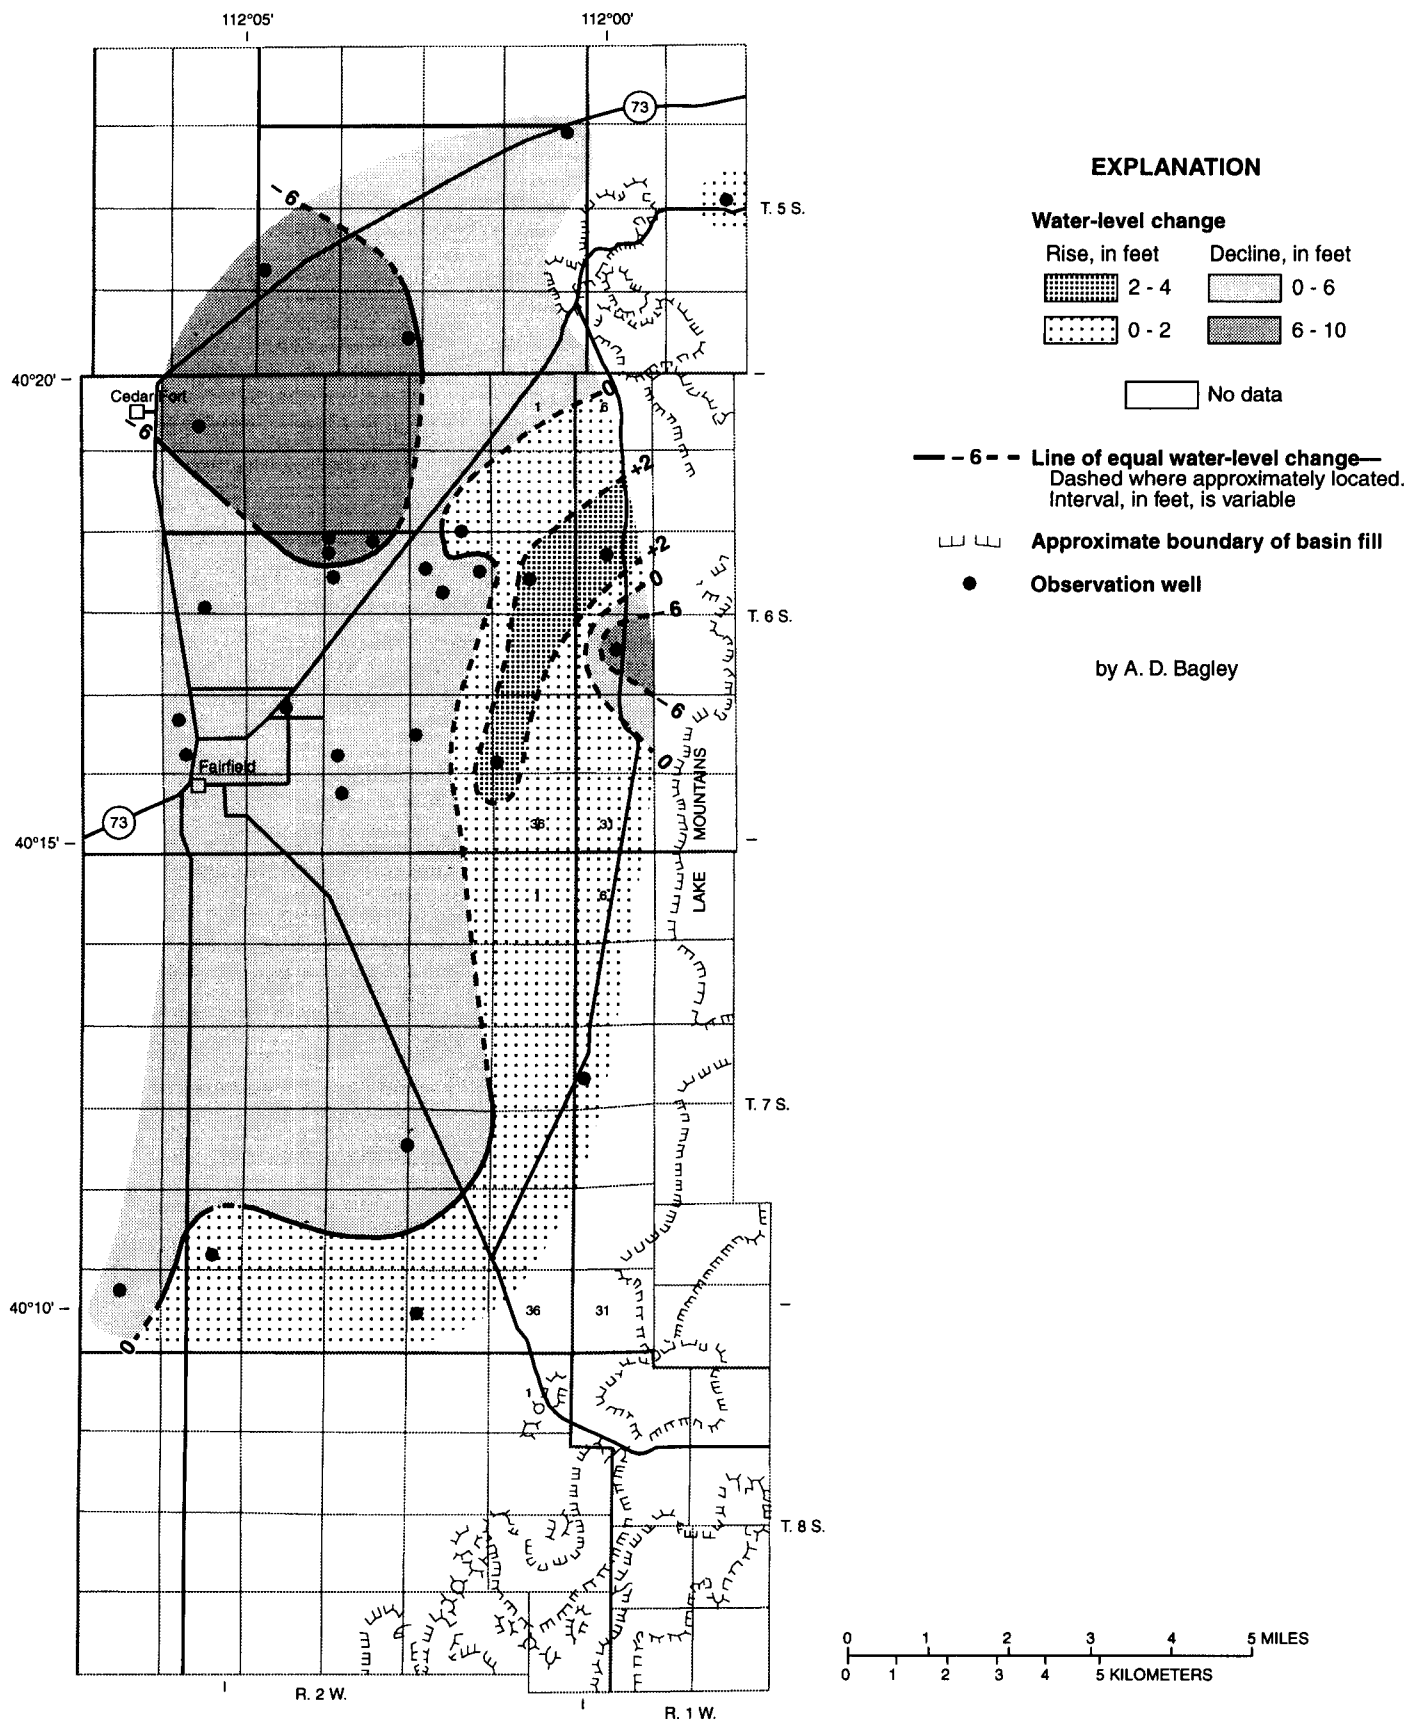 112°05'
112°00'
73
T. 5 S.
-6
40°20'
Cedar Fort
-6
0
1
6
+2
+2
0
-6
T. 6 S.
-6
0
Fairfield
73
36
31
40°15'
LAKE MOUNTAINS
1
6
T. 7 S.
40°10'
0
36
31
1
T. 8 S.
R. 2 W.
R. 1 W.
EXPLANATION
Water-level change
Rise, in feet
Decline, in feet
2 - 4
0 - 6
0 - 2
6 - 10
No data
-6- Line of equal water-level change—
Dashed where approximately located.
Interval, in feet, is variable
Approximate boundary of basin fill
Observation well
by A. D. Bagley
0 1 2 3 4 5 MILES
0 1 2 3 4 5 KILOMETERS